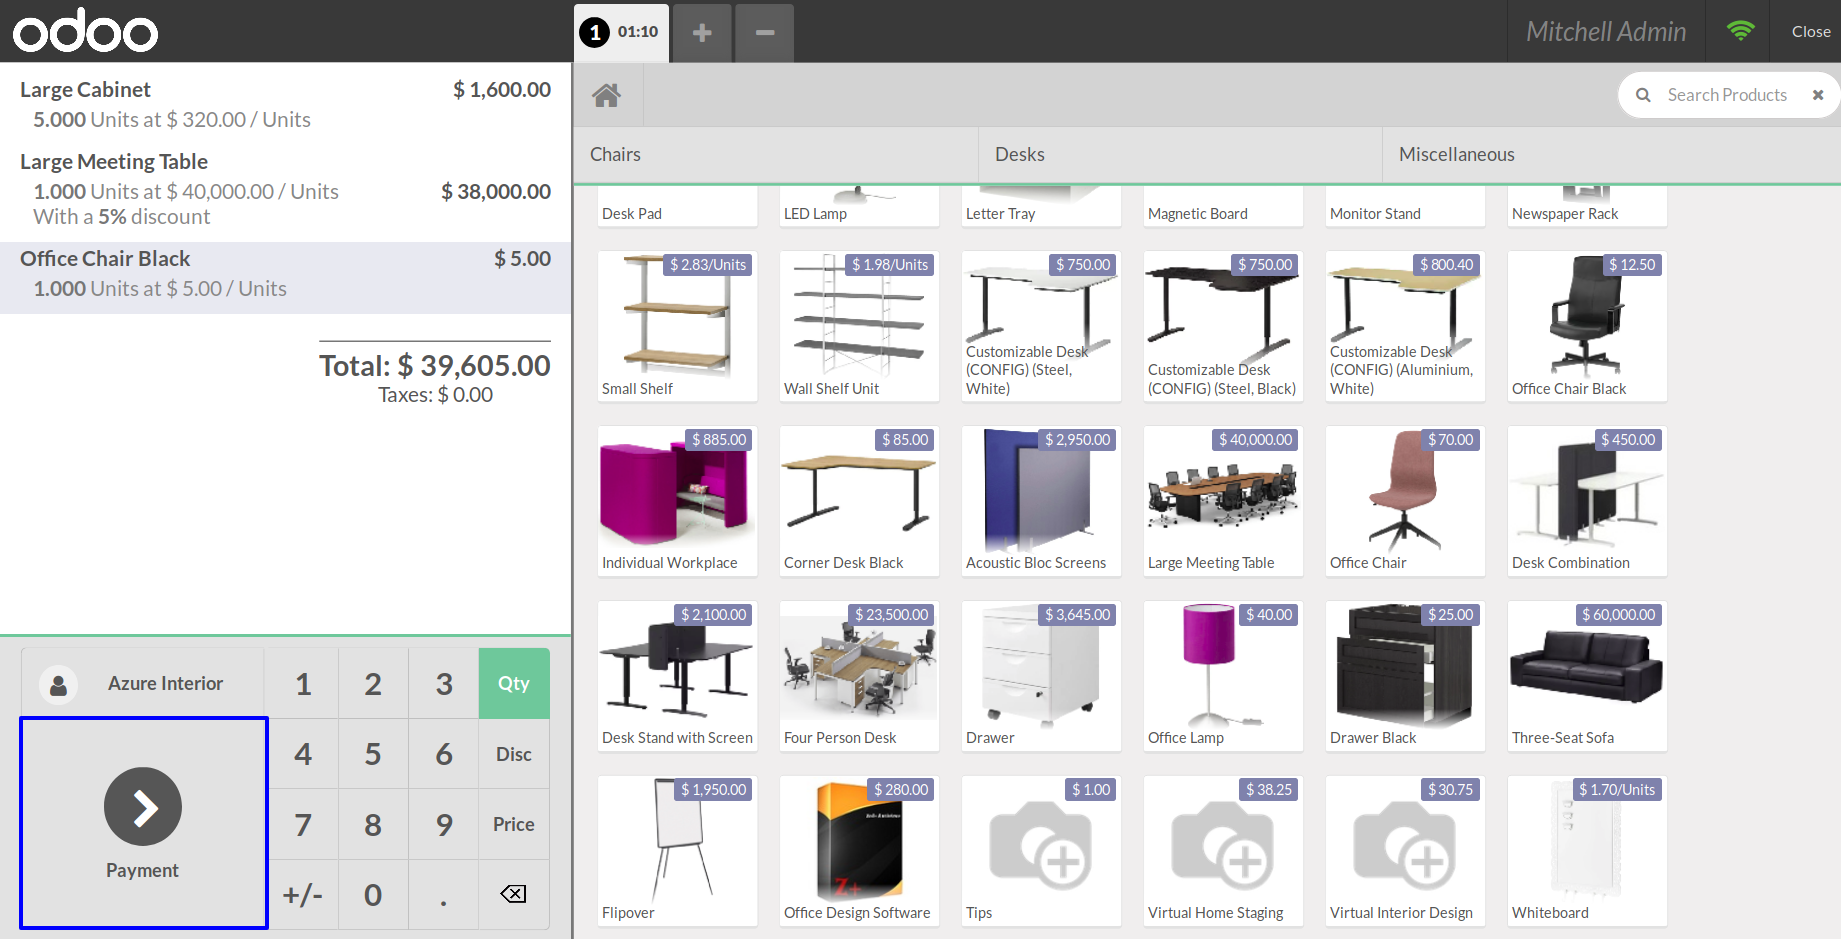 odoo
1 01:10
Mitchell Admin
Close
Large Cabinet $ 1,600.00
5.000 Units at $ 320.00 / Units
Large Meeting Table
1.000 Units at $ 40,000.00 / Units $ 38,000.00
With a 5% discount
Office Chair Black $ 5.00
1.000 Units at $ 5.00 / Units
Total: $ 39,605.00
Taxes: $ 0.00
Azure Interior
Payment
1 2 3 Qty
4 5 6 Disc
7 8 9 Price
+/- 0 .
Search Products
Chairs
Desks
Miscellaneous
Desk Pad
LED Lamp
Letter Tray
Magnetic Board
Monitor Stand
Newspaper Rack
$ 2.83/Units
Small Shelf
$ 1.98/Units
Wall Shelf Unit
$ 750.00
Customizable Desk
(CONFIG) (Steel,
White)
$ 750.00
Customizable Desk
(CONFIG) (Steel, Black)
$ 800.40
Customizable Desk
(CONFIG) (Aluminium,
White)
$ 12.50
Office Chair Black
$ 885.00
Individual Workplace
$ 85.00
Corner Desk Black
$ 2,950.00
Acoustic Bloc Screens
$ 40,000.00
Large Meeting Table
$ 70.00
Office Chair
$ 450.00
Desk Combination
$ 2,100.00
Desk Stand with Screen
$ 23,500.00
Four Person Desk
$ 3,645.00
Drawer
$ 40.00
Office Lamp
$ 25.00
Drawer Black
$ 60,000.00
Three-Seat Sofa
$ 1,950.00
Flipover
$ 280.00
Z+
Office Design Software
$ 1.00
Tips
$ 38.25
Virtual Home Staging
$ 30.75
Virtual Interior Design
$ 1.70/Units
Whiteboard